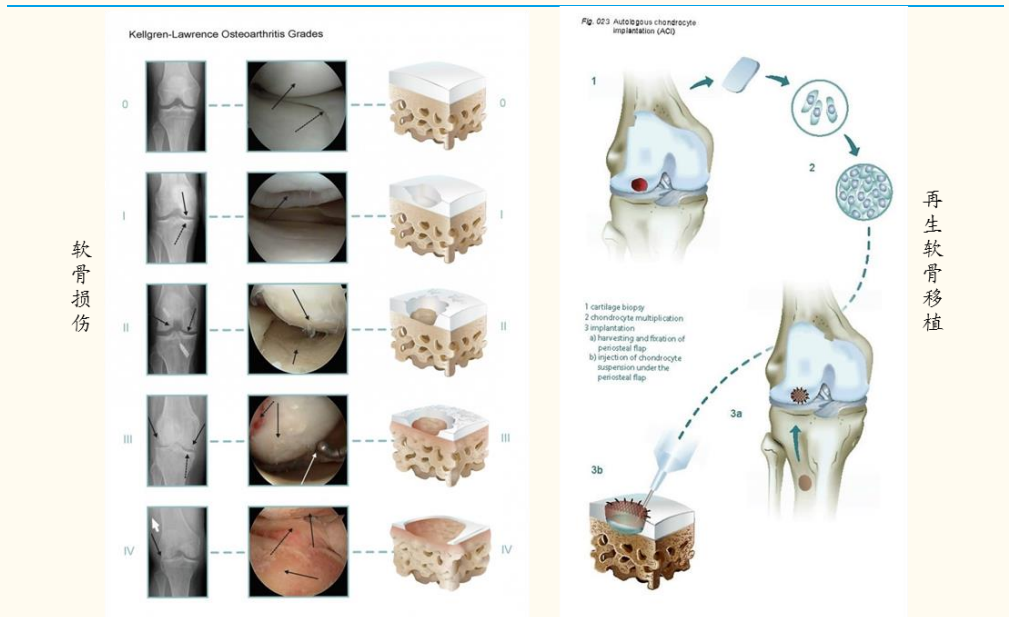 软骨损伤
Kellgren-Lawrence Osteoarthritis Grades
0
0
I
I
II
II
III
III
IV
IV
Fig. 023 Autologous chondrocyte
implantation (ACI)
1
2
1 cartilage biopsy
2 chondrocyte multiplication
3 implantation
a) harvesting and fixation of
periosteal flap
b) injection of chondrocyte
suspension under the
periosteal flap
3a
3b
再生软骨移植